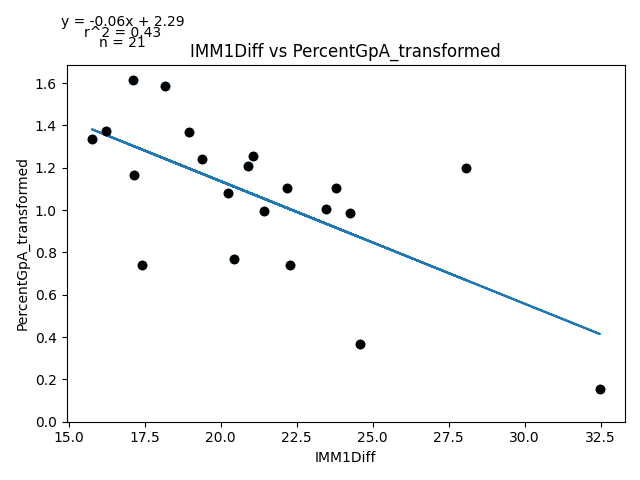 y = -0.06x + 2.29
r^2 = 0.43
n = 21
IMM1Diff vs PercentGpA_transformed
1.6
1.4
1.2
1.0
0.8
0.6
0.4
0.2
0.0
PercentGpA_transformed
15.0 17.5 20.0 22.5 25.0 27.5 30.0 32.5
IMM1Diff